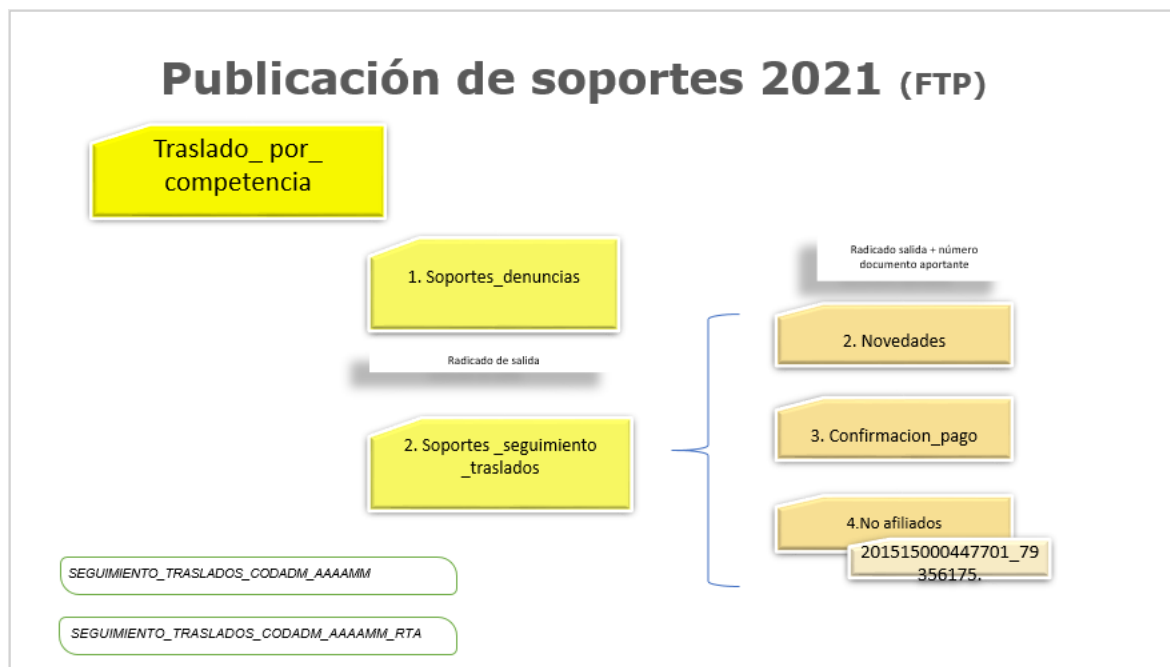 Publicación de soportes 2021 (FTP)
Traslado_ por_
competencia
1. Soportes_denuncias
Radicado de salida
2. Soportes _seguimiento
_traslados
Radicado salida + número
documento aportante
2. Novedades
3. Confirmacion_pago
4.No afiliados
201515000447701_79
356175.
SEGUIMIENTO_TRASLADOS_CODADM_AAAAMM
SEGUIMIENTO_TRASLADOS_CODADM_AAAAMM_RTA